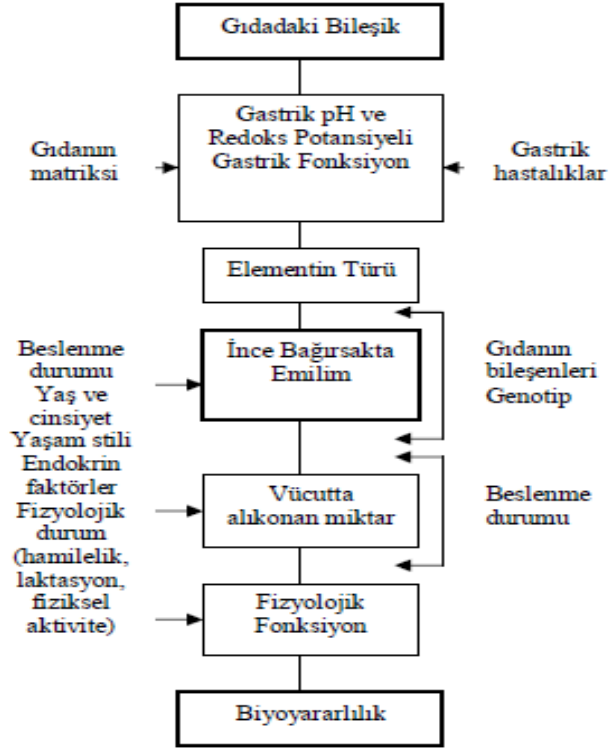 Gıdadaki Bileşik
Gastrik pH ve
Redoks Potansiyeli
Gastrik Fonksiyon
Gıdanın
matriksi
Gastrik
hastalıklar
Elementin Türü
İnce Bağırsakta
Emilim
Beslenme
durumu
Yaş ve
cinsiyet
Yaşam stili
Endokrin
faktörler
Fizyolojik
durum
(hamilelik,
laktasyon,
fiziksel
aktivite)
Gıdanın
bileşenleri
Genotip
Vücutta
alıkonan miktar
Beslenme
durumu
Fizyolojik
Fonksiyon
Biyoyararlılık